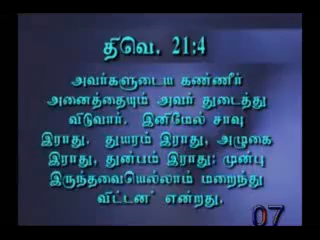 திவெ. 21:4
அவர்களுடைய கண்ணீர்
அனைத்தையும் அவர் துடைத்து
விடுவார். இனிமேல் சாவு
இராது. துயரம் இராது, அழுகை
இராது, துன்பம் இராது: முன்பு
இருந்தவையெல்லாம் மறைந்து
விட்டன' என்றது.
07